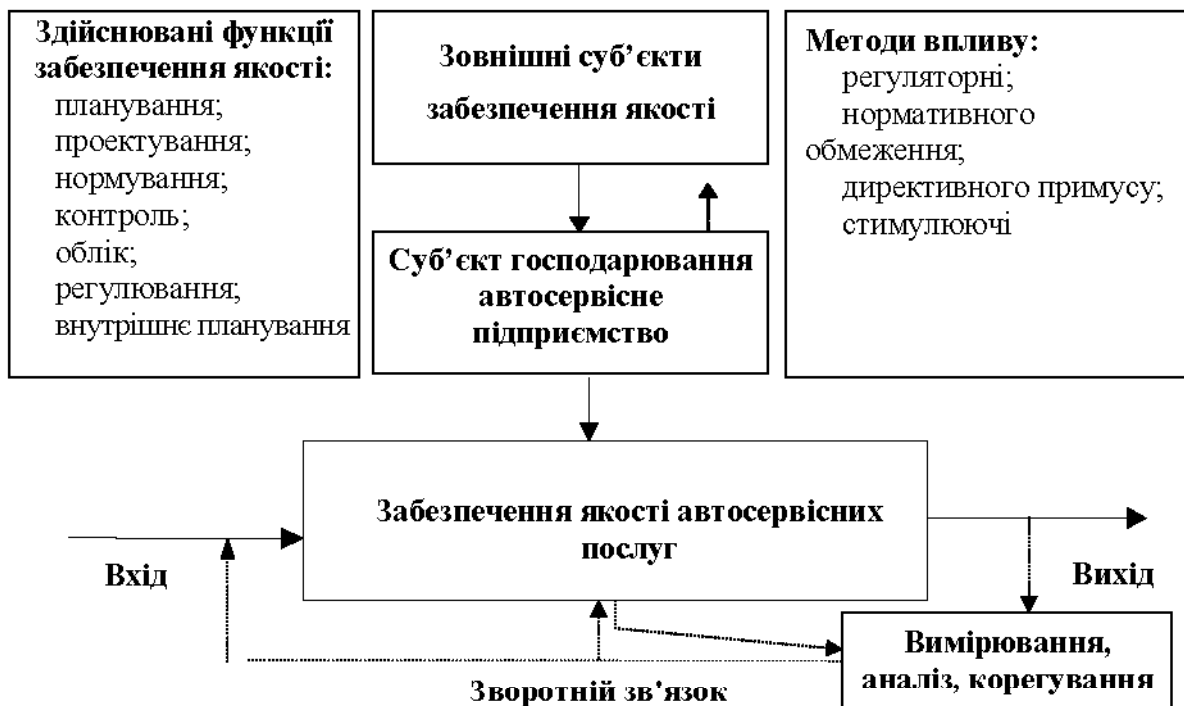 Здійснювані функції
забезпечення якості:
планування;
проектування;
нормування;
контроль;
облік;
регулювання;
внутрішнє планування
Зовнішні суб’єкти
забезпечення якості
Методи впливу:
регуляторні;
нормативного
обмеження;
директивного примусу;
стимулюючі
Суб’єкт господарювання
автосервісне
підприємство
Забезпечення якості автосервісних
послуг
Вхід
Вихід
Вимірювання,
аналіз, корегування
Зворотній зв'язок